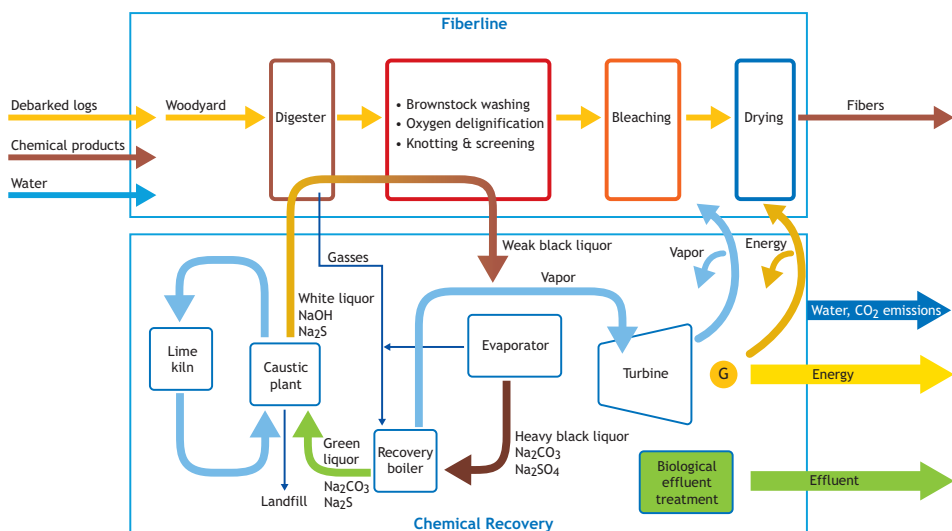 Fiberline
Debarked logs
Chemical products
Water
Woodyard
Digester
• Brownstock washing
• Oxygen delignification
• Knotting & screening
Bleaching
Drying
Fibers
Weak black liquor
Gasses
Vapor
Vapor
Energy
White liquor
NaOH
Na₂S
Lime
kiln
Caustic
plant
Evaporator
Turbine
G
Water, CO₂ emissions
Energy
Green
liquor
Na₂CO₃
Na₂S
Recovery
boiler
Heavy black liquor
Na₂CO₃
Na₂SO₄
Landfill
Biological
effluent
treatment
Effluent
Chemical Recovery